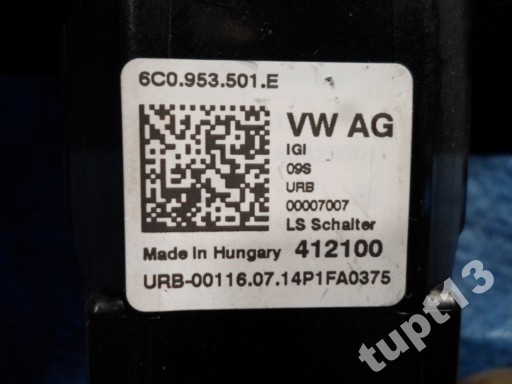 6C0.953.501.E
VW AG
IGI
09S
URB
00007007
LS Schalter
Made in Hungary 412100
URB-00116.07.14P1FA0375
tupt13